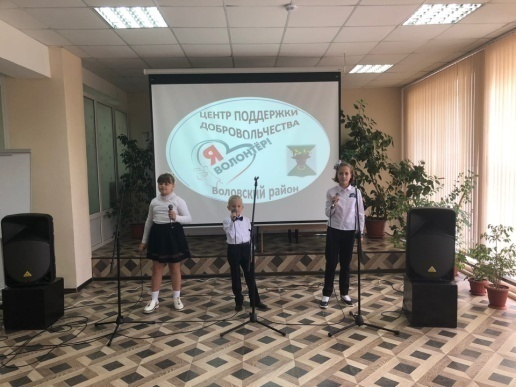 ЦЕНТР ПОДДЕРЖКИ
ДОБРОВОЛЬЧЕСТВА
Я
ВОЛОНТЁР!
Воловский район